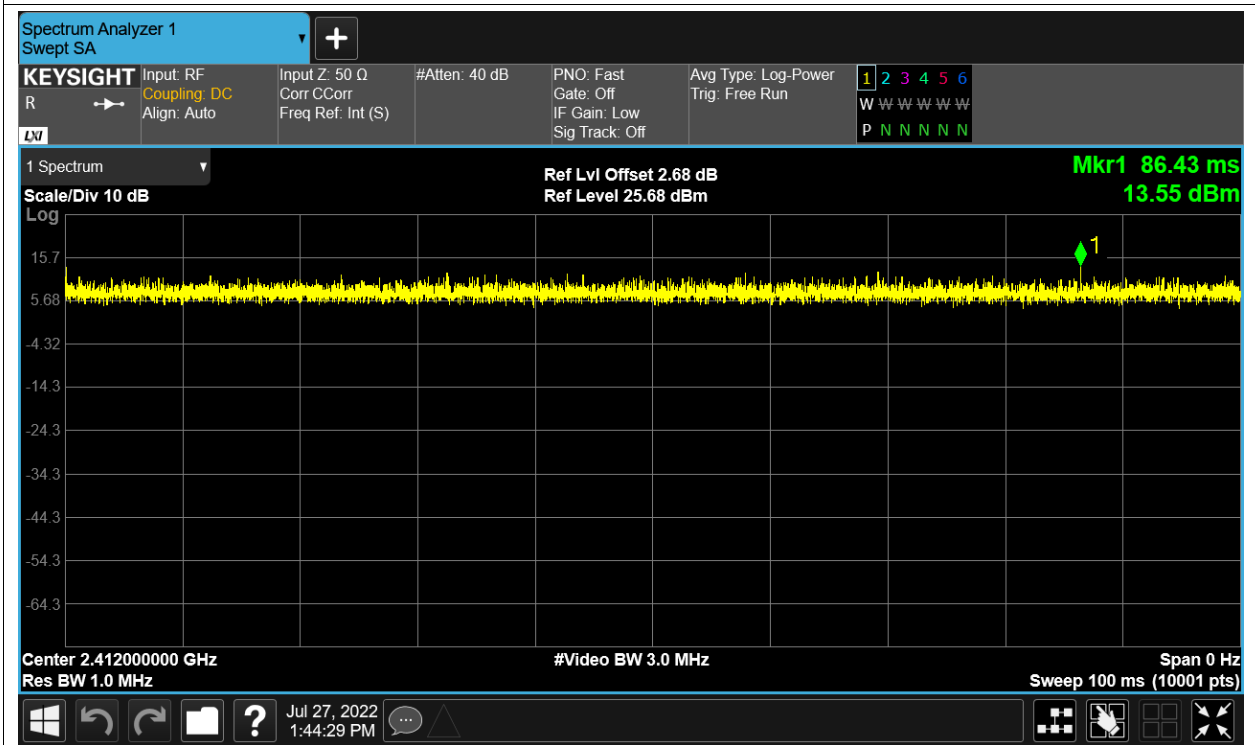 Spectrum Analyzer 1
Swept SA
KEYSIGHT
R
LXI
Input: RF
Coupling: DC
Align: Auto
Input Z: 50 Ω
Corr CCorr
Freq Ref: Int (S)
#Atten: 40 dB
PNO: Fast
Gate: Off
IF Gain: Low
Sig Track: Off
Avg Type: Log-Power
Trig: Free Run
1 2 3 4 5 6
W W W W W W
P N N N N N
1 Spectrum
Scale/Div 10 dB
Log
Ref Lvl Offset 2.68 dB
Ref Level 25.68 dBm
Mkr1 86.43 ms
13.55 dBm
1
15.7
5.68
-4.32
-14.3
-24.3
-34.3
-44.3
-54.3
-64.3
Center 2.412000000 GHz
Res BW 1.0 MHz
#Video BW 3.0 MHz
Span 0 Hz
Sweep 100 ms (10001 pts)
?
Jul 27, 2022
1:44:29 PM